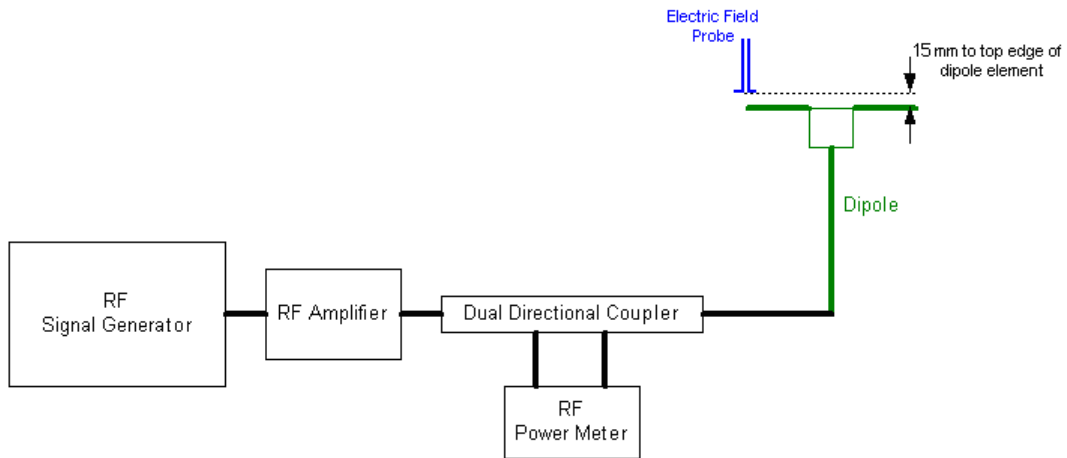 Electric Field
Probe
15 mm to top edge of
dipole element
Dipole
RF
Signal Generator
RF Amplifier
Dual Directional Coupler
RF
Power Meter